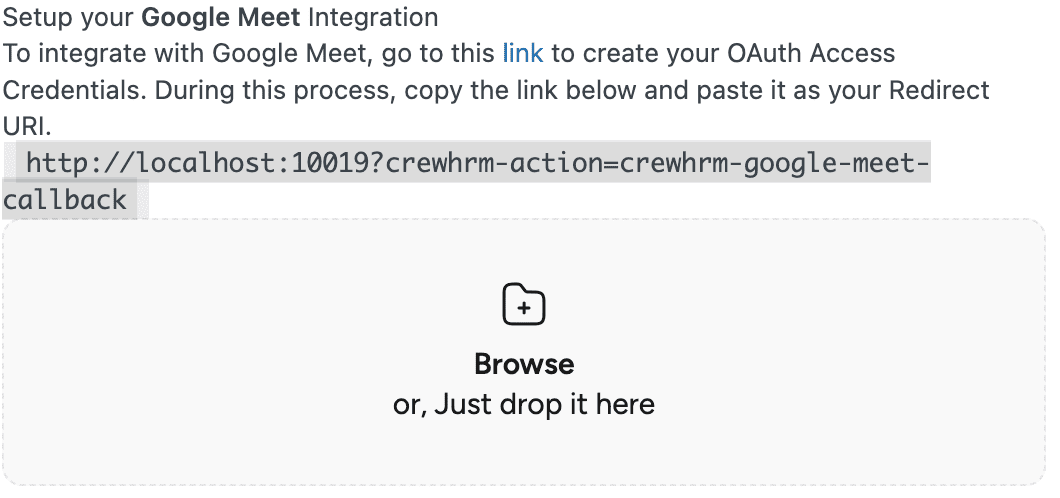 Setup your Google Meet Integration
To integrate with Google Meet, go to this link to create your OAuth Access
Credentials. During this process, copy the link below and paste it as your Redirect
URI.
http://localhost:10019?crewhrm-action=crewhrm-google-meet-
callback
Browse
or, Just drop it here